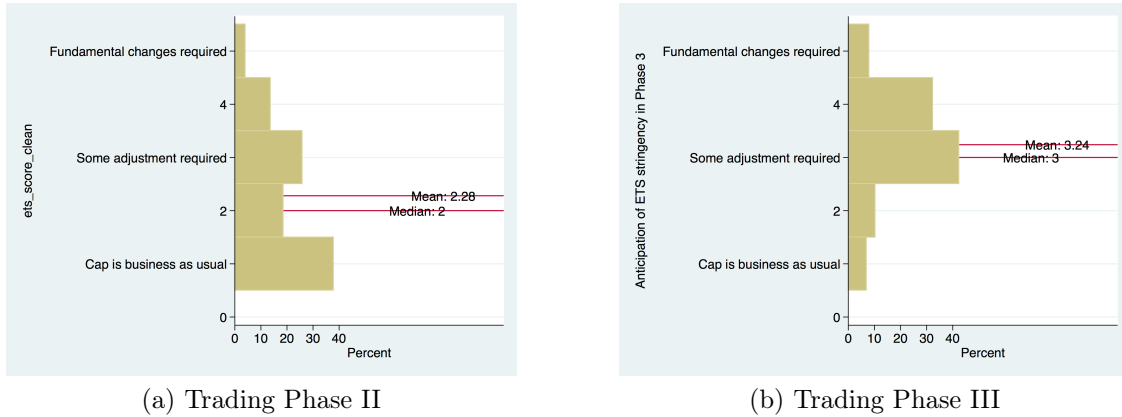 ets_score_clean
Fundamental changes required
4
Some adjustment required
2
Cap is business as usual
0
Mean: 2.28
Median: 2
0 10 20 30 40
Percent
(a) Trading Phase II
Anticipation of ETS stringency in Phase 3
Fundamental changes required
4
Some adjustment required
2
Cap is business as usual
0
Mean: 3.24
Median: 3
0 10 20 30 40
Percent
(b) Trading Phase III